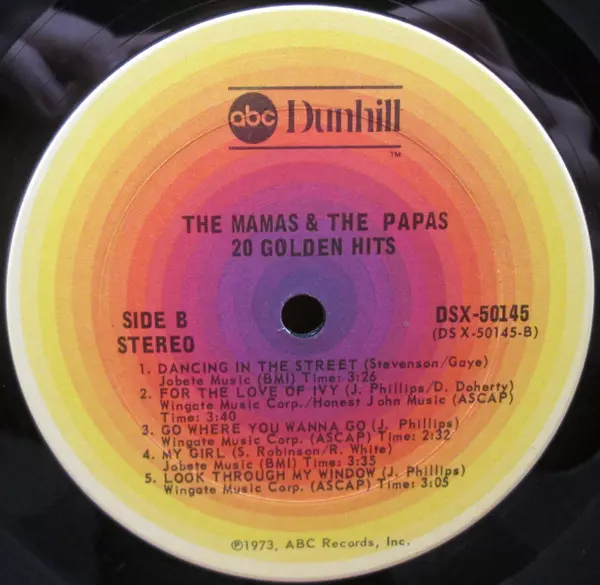 abc Dunhill
™
THE MAMAS & THE PAPAS
20 GOLDEN HITS
SIDE B
STEREO
DSX-50145
(DSX-50145-B)
1. DANCING IN THE STREET (Stevenson/Gaye)
Jobete Music (BMI) Time: 3:26
2. FOR THE LOVE OF IVY (J. Phillips/D. Doherty)
Wingate Music Corp./Honest John Music (ASCAP)
Time: 3:40
3. GO WHERE YOU WANNA GO (J. Phillips)
Wingate Music Corp. (ASCAP) Time: 2:32
4. MY GIRL (S. Robinson/R. White)
Jobete Music (BMI) Time: 3:35
5. LOOK THROUGH MY WINDOW (J. Phillips)
Wingate Music Corp. (ASCAP) Time: 3:05
℗1973, ABC Records, Inc.